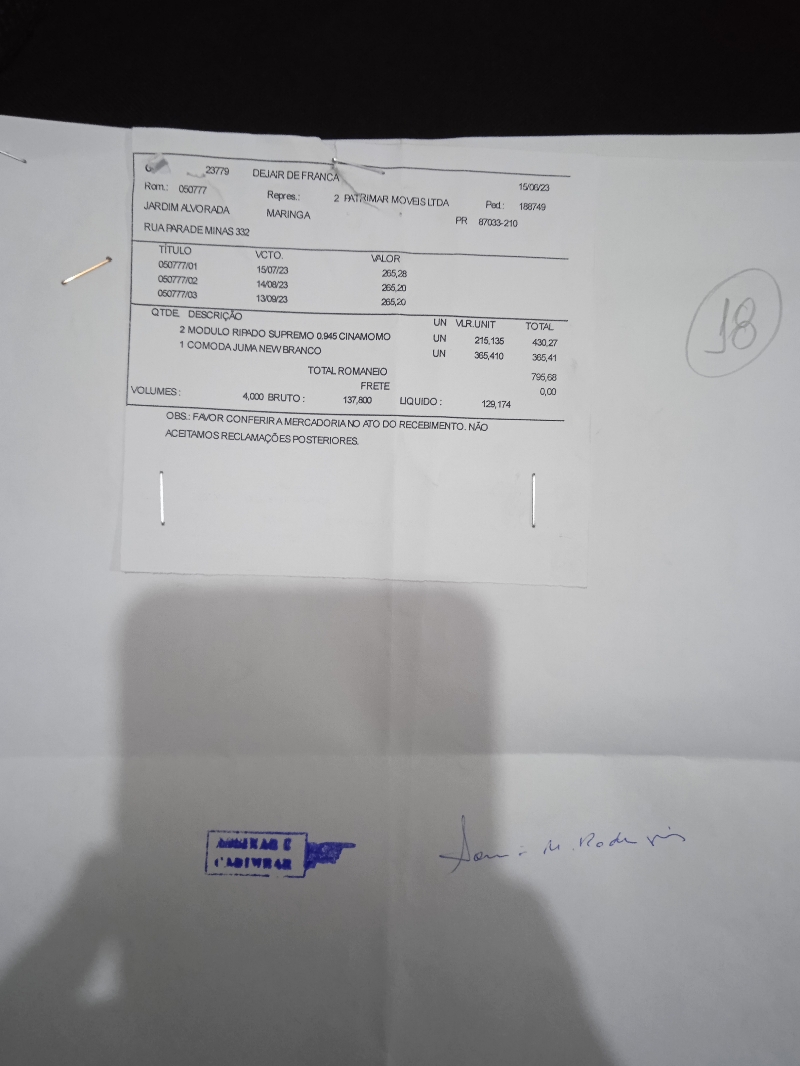 23779 DEJAIR DE FRANCA 15/06/23
Rom.: 050777 Repres.: 2 PATRIMAR MOVEIS LTDA Ped: 188749
JARDIM ALVORADA MARINGA PR 87033-210
RUA PARA DE MINAS 332
TÍTULO VCTO. VALOR
050777/01 15/07/23 265,28
050777/02 14/08/23 265,20
050777/03 13/09/23 265,20
QTDE. DESCRIÇÃO UN VLR.UNIT TOTAL
2 MODULO RIPADO SUPREMO 0.945 CINAMOMO UN 215,135 430,27
1 COMODA JUMA NEW BRANCO UN 365,410 365,41
TOTAL ROMANEIO 795,68
FRETE 0,00
VOLUMES: 4,000 BRUTO: 137,800 LIQUIDO: 129,174
OBS.: FAVOR CONFERIR A MERCADORIA NO ATO DO RECEBIMENTO. NÃO
ACEITAMOS RECLAMAÇÕES POSTERIORES.
18